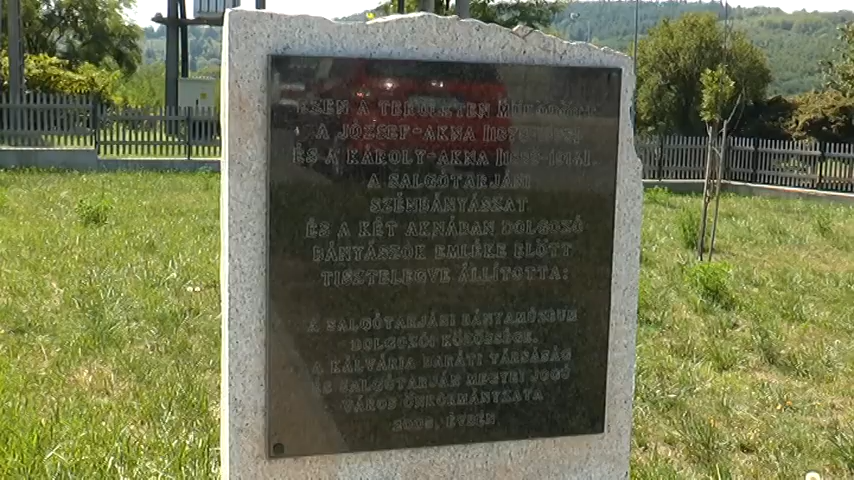 EZEN A TERÜLETEN MŰKÖDÖTT
A JÓZSEF-AKNA
ÉS A KÁROLY-AKNA
A SALGÓTARJÁNI
SZÉNBÁNYÁSZAT
ÉS A KÉT AKNÁBAN DOLGOZÓ
BÁNYÁSZOK EMLÉKE ELŐTT
TISZTELEGVE ÁLLÍTOTTA:
A SALGÓTARJÁNI BÁNYAMÚZEUM
DOLGOZÓI KÖZÖSSÉGE,
A KÁLVÁRIA BARÁTI TÁRSASÁG
ÉS SALGÓTARJÁN MEGYEI JOGÚ
VÁROS ÖNKORMÁNYZATA
ÉVBEN